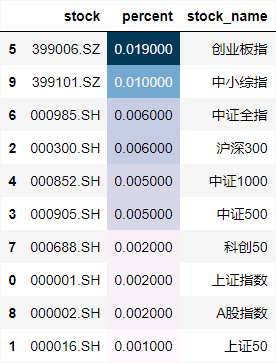 stock percent stock_name
5 399006.SZ 0.019000 创业板指
9 399101.SZ 0.010000 中小综指
6 000985.SH 0.006000 中证全指
2 000300.SH 0.006000 沪深300
4 000852.SH 0.005000 中证1000
3 000905.SH 0.005000 中证500
7 000688.SH 0.002000 科创50
0 000001.SH 0.002000 上证指数
8 000002.SH 0.002000 A股指数
1 000016.SH 0.001000 上证50